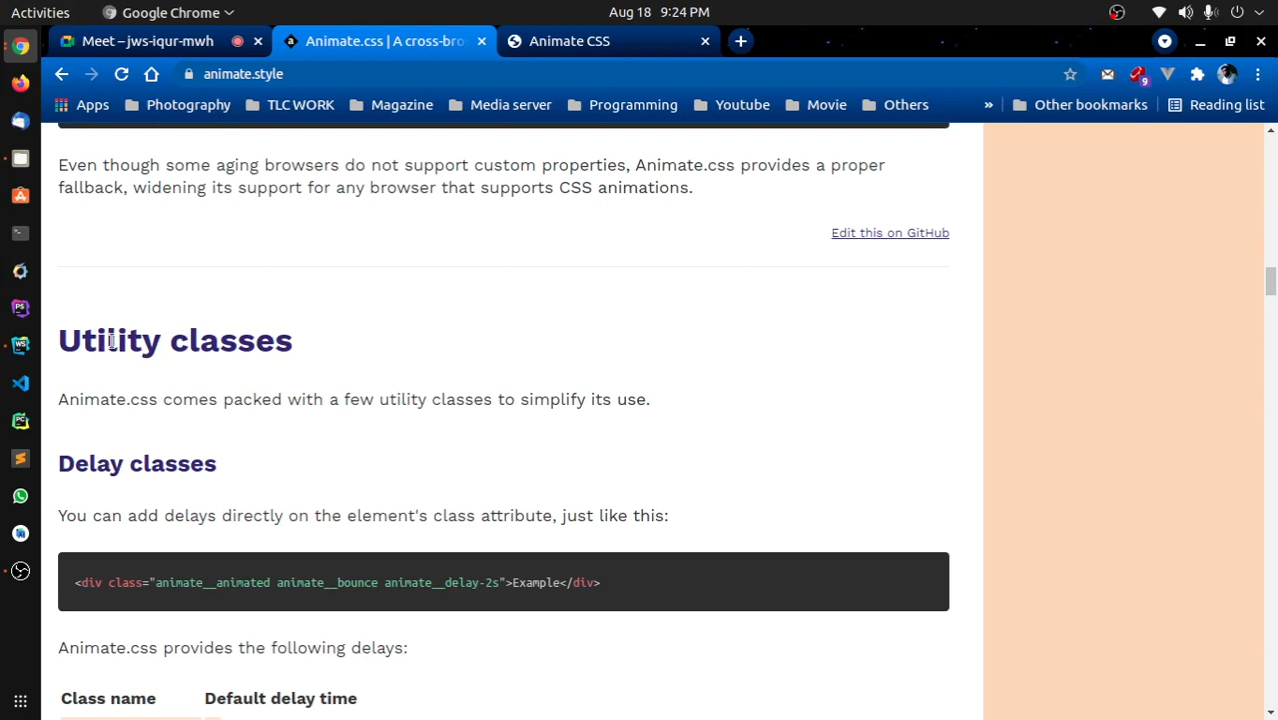 Activities
Google Chrome
Aug 18 9:24 PM
Meet – jws-iqur-mwh
Animate.css | A cross-bro
Animate CSS
animate.style
9
Apps
Photography
TLC WORK
Magazine
Media server
Programming
Youtube
Movie
Others
»
Other bookmarks
Reading list
Even though some aging browsers do not support custom properties, Animate.css provides a proper
fallback, widening its support for any browser that supports CSS animations.
Edit this on GitHub
Utility classes
Animate.css comes packed with a few utility classes to simplify its use.
Delay classes
You can add delays directly on the element's class attribute, just like this:
<div class="animate__animated animate__bounce animate__delay-2s">Example</div>
Animate.css provides the following delays:
Class name Default delay time
PS
WS
PC